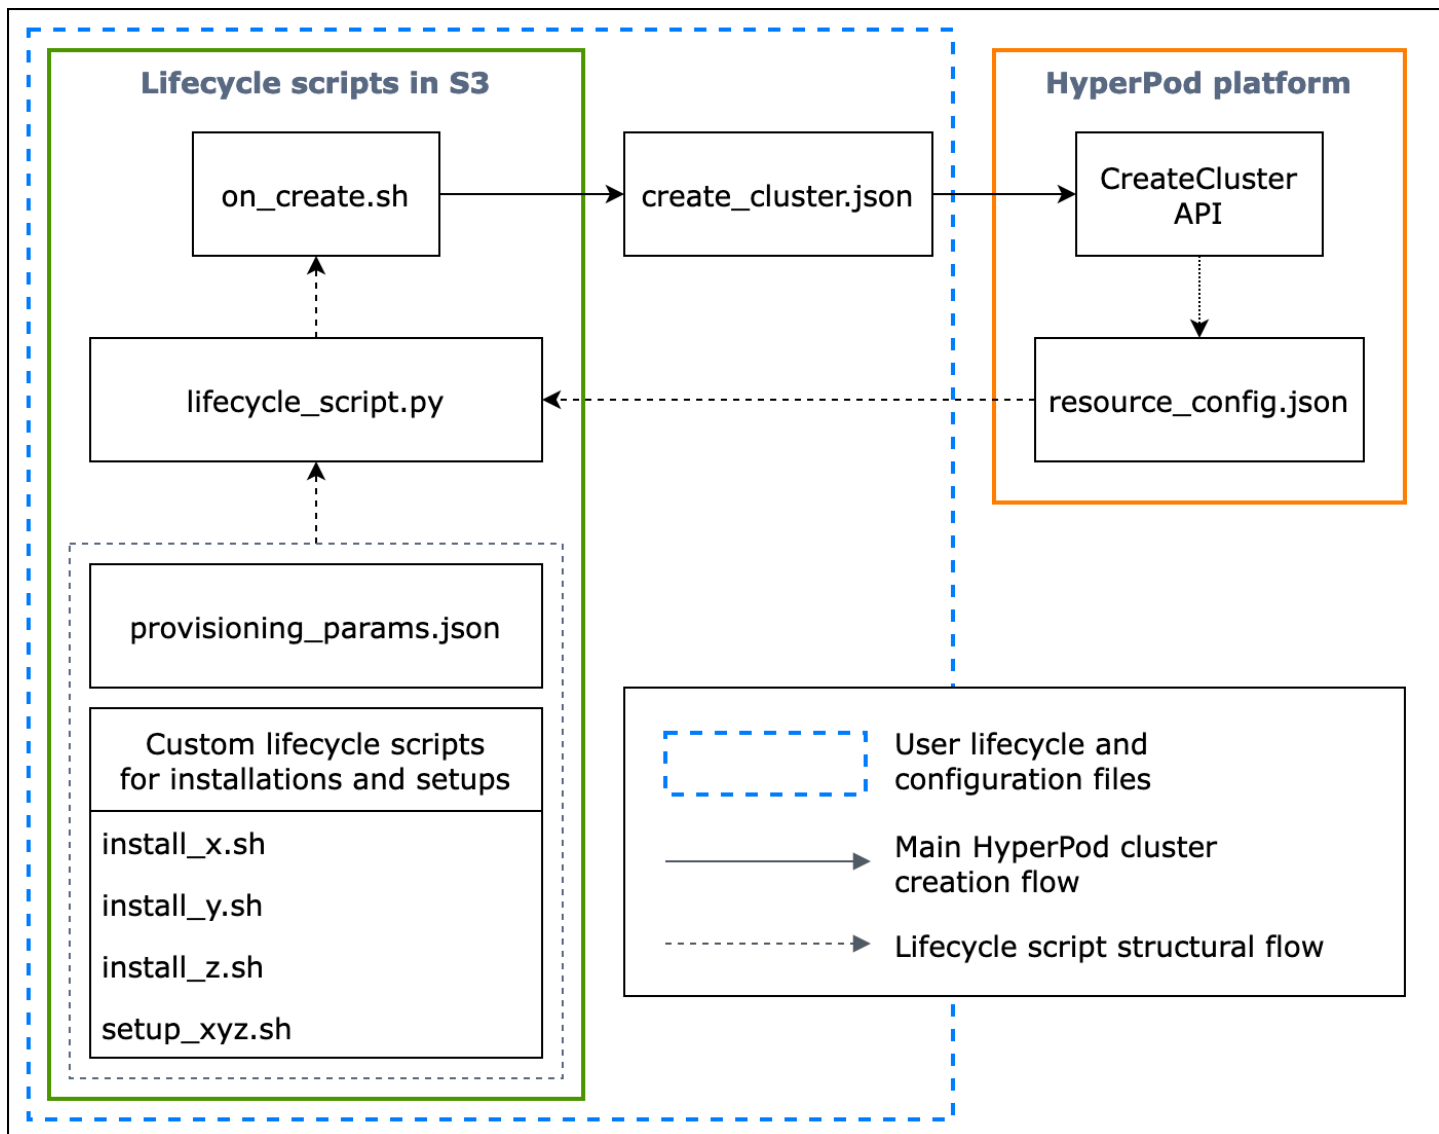 Lifecycle scripts in S3
on_create.sh
lifecycle_script.py
provisioning_params.json
Custom lifecycle scripts
for installations and setups
install_x.sh
install_y.sh
install_z.sh
setup_xyz.sh
create_cluster.json
HyperPod platform
CreateCluster
API
resource_config.json
User lifecycle and
configuration files
Main HyperPod cluster
creation flow
Lifecycle script structural flow